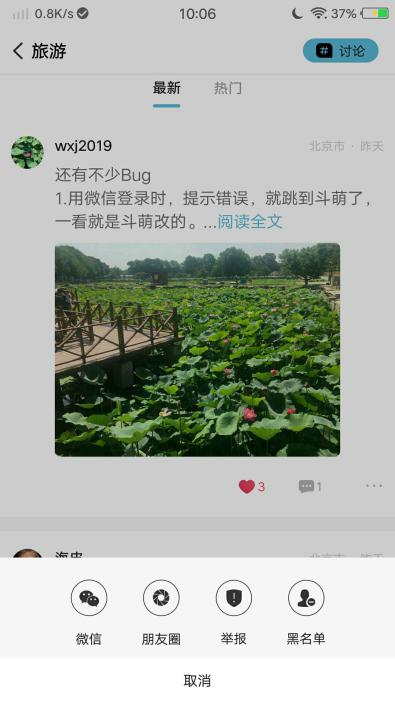 0.8K/s
10:06
37%
旅游
讨论
最新
热门
wxj2019
北京市 · 昨天
还有不少Bug
1.用微信登录时，提示错误，就跳到斗萌了，
一看就是斗萌改的。...阅读全文
3
1
北京市 · 昨天
微信
朋友圈
举报
黑名单
取消